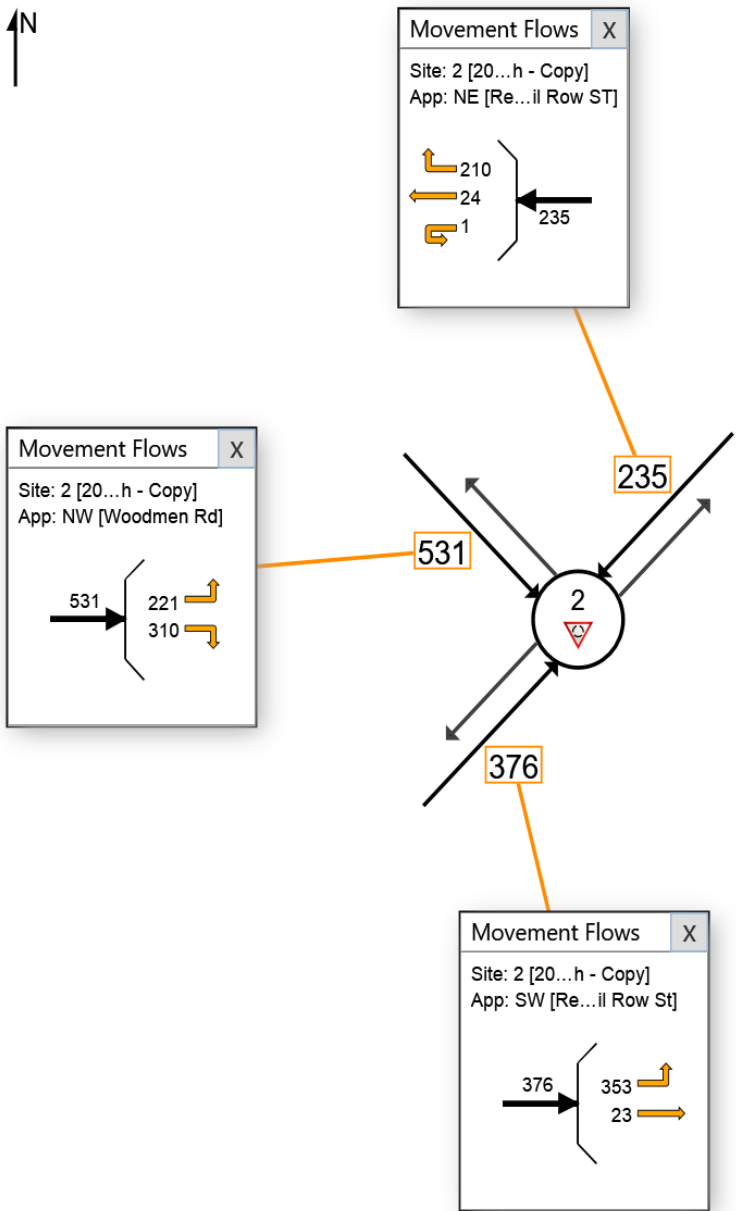 N
Movement Flows X
Site: 2 [20...h - Copy]
App: NE [Re...il Row ST]
210
24
1
235
235
Movement Flows X
Site: 2 [20...h - Copy]
App: NW [Woodmen Rd]
531
221
310
531
2
376
Movement Flows X
Site: 2 [20...h - Copy]
App: SW [Re...il Row St]
376
353
23